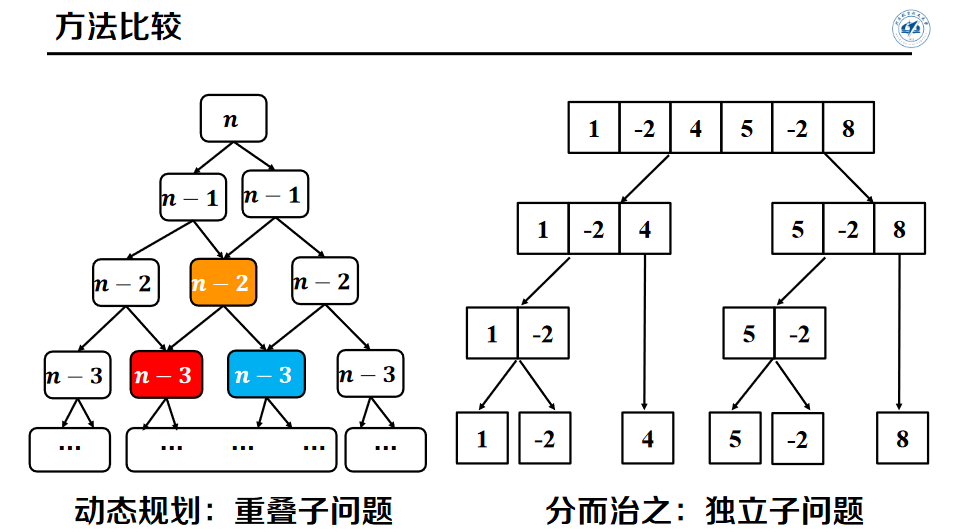 方法比较
n
n − 1 n − 1
n − 2 n − 2 n − 2
n − 3 n − 3 n − 3 n − 3
... ... ... ... ...
动态规划：重叠子问题
1 -2 4 5 -2 8
1 -2 4 5 -2 8
1 -2 5 -2
1 -2 4 5 -2 8
分而治之：独立子问题